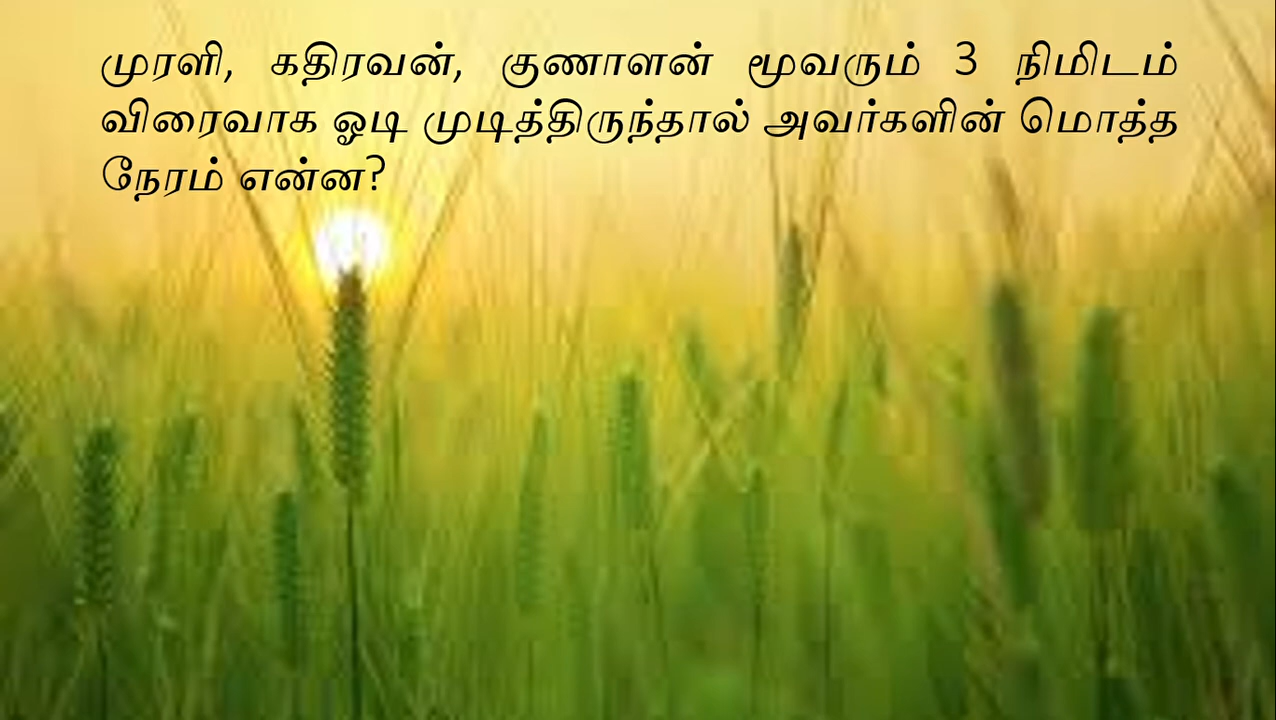 முரளி, கதிரவன், குணாளன் மூவரும் 3 நிமிடம்
விரைவாக ஓடி முடித்திருந்தால் அவர்களின் மொத்த
நேரம் என்ன?